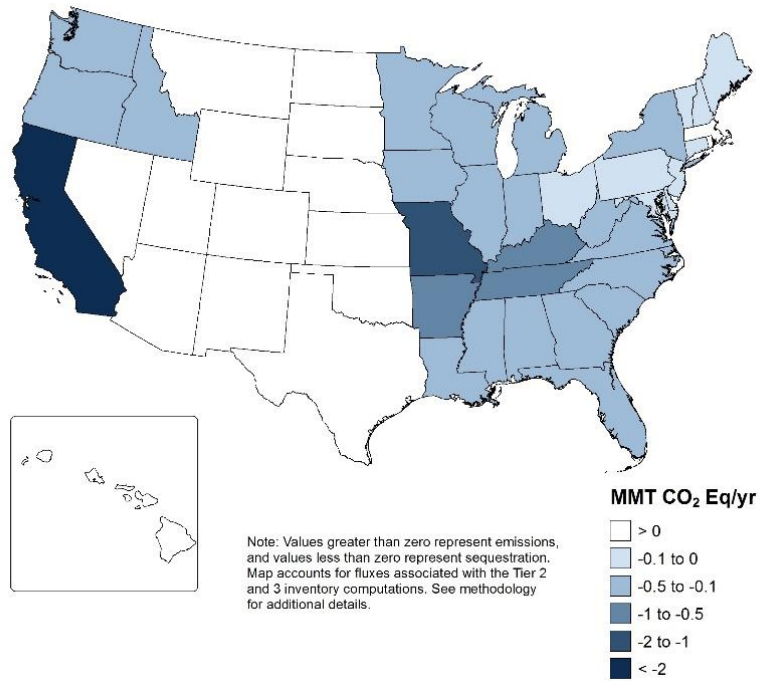 MMT CO₂ Eq/yr
> 0
-0.1 to 0
-0.5 to -0.1
-1 to -0.5
-2 to -1
< -2
Note: Values greater than zero represent emissions,
and values less than zero represent sequestration.
Map accounts for fluxes associated with the Tier 2
and 3 inventory computations. See methodology
for additional details.